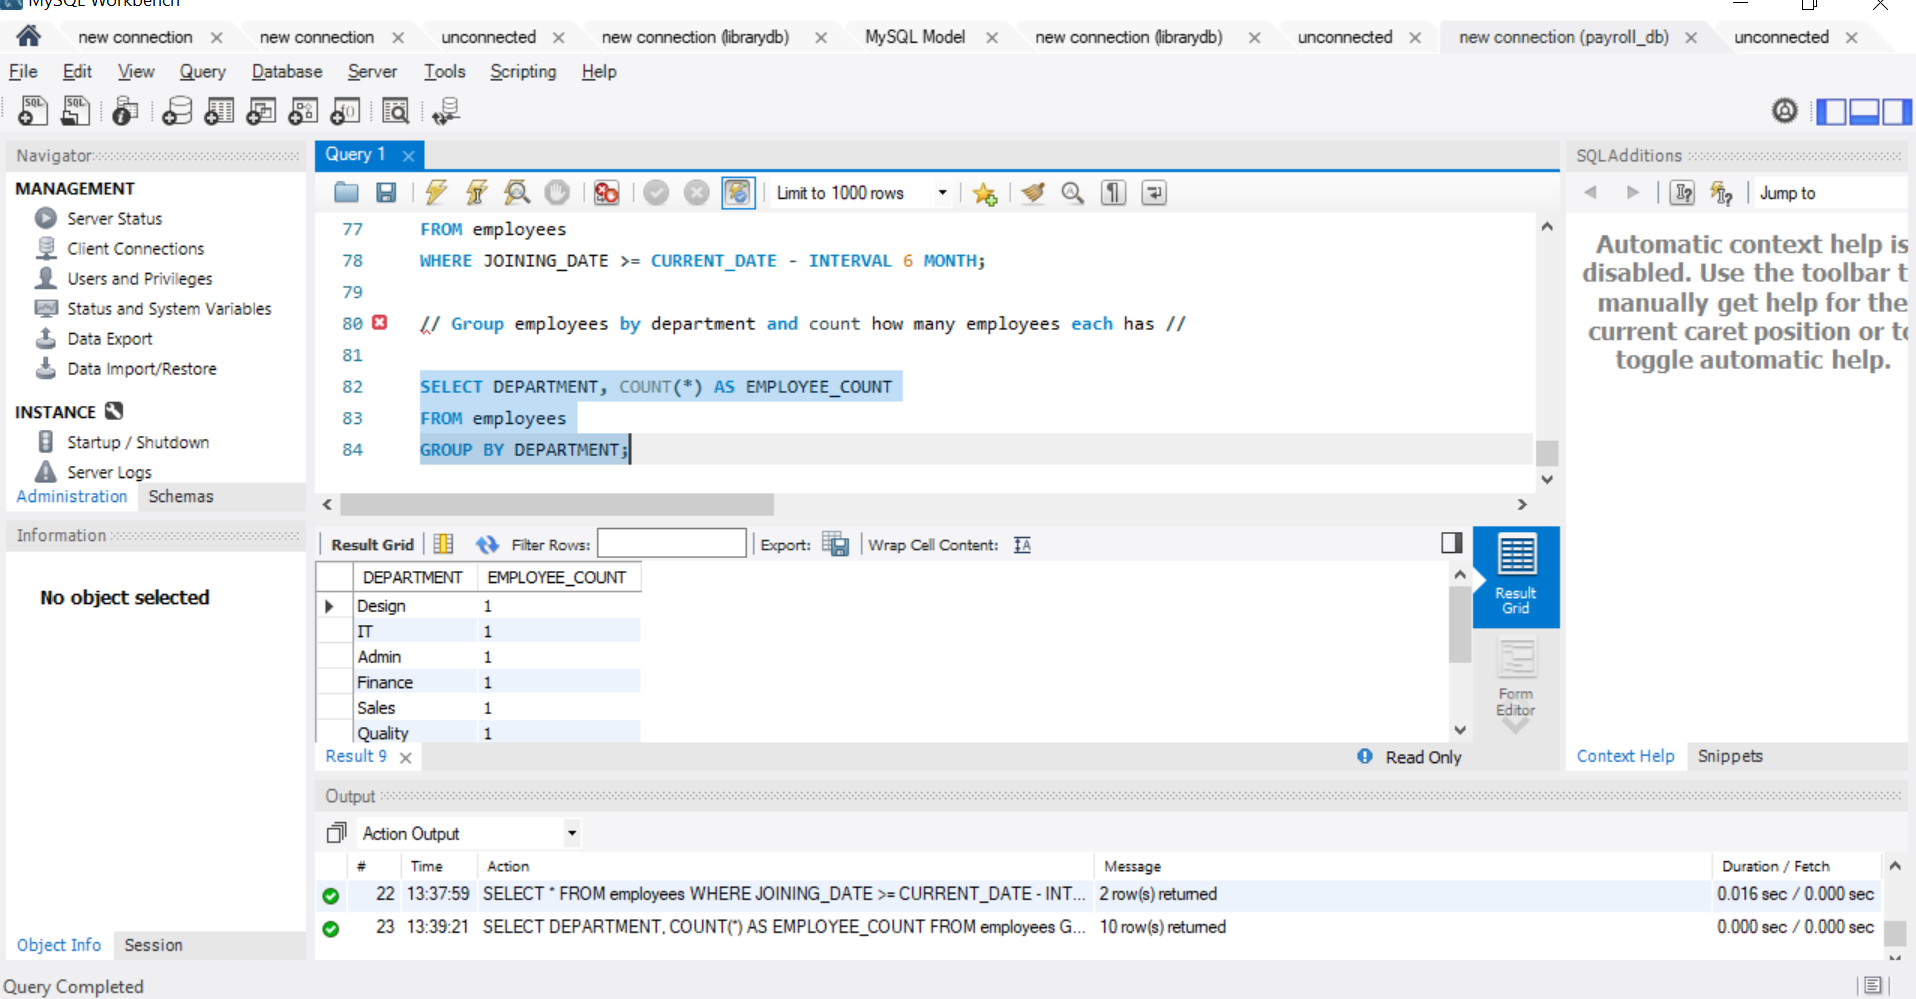 MySQL Workbench
new connection
new connection
unconnected
new connection (librarydb)
MySQL Model
new connection (librarydb)
unconnected
new connection (payroll_db)
unconnected
File Edit View Query Database Server Tools Scripting Help
Navigator
MANAGEMENT
Server Status
Client Connections
Users and Privileges
Status and System Variables
Data Export
Data Import/Restore
INSTANCE
Startup / Shutdown
Server Logs
Administration Schemas
Information
No object selected
Object Info Session
Query 1
Limit to 1000 rows
77 FROM employees
78 WHERE JOINING_DATE >= CURRENT_DATE - INTERVAL 6 MONTH;
79
80 // Group employees by department and count how many employees each has //
81
82 SELECT DEPARTMENT, COUNT(*) AS EMPLOYEE_COUNT
83 FROM employees
84 GROUP BY DEPARTMENT;
Result Grid Filter Rows: Export: Wrap Cell Content:
DEPARTMENT EMPLOYEE_COUNT
Design 1
IT 1
Admin 1
Finance 1
Sales 1
Quality 1
Result Grid
Form Editor
Result 9
Read Only
SQLAdditions
Jump to
Automatic context help is
disabled. Use the toolbar t
manually get help for the
current caret position or to
toggle automatic help.
Context Help Snippets
Output
Action Output
# Time Action Message Duration / Fetch
22 13:37:59 SELECT * FROM employees WHERE JOINING_DATE >= CURRENT_DATE - INT... 2 row(s) returned 0.016 sec / 0.000 sec
23 13:39:21 SELECT DEPARTMENT, COUNT(*) AS EMPLOYEE_COUNT FROM employees G... 10 row(s) returned 0.000 sec / 0.000 sec
Query Completed